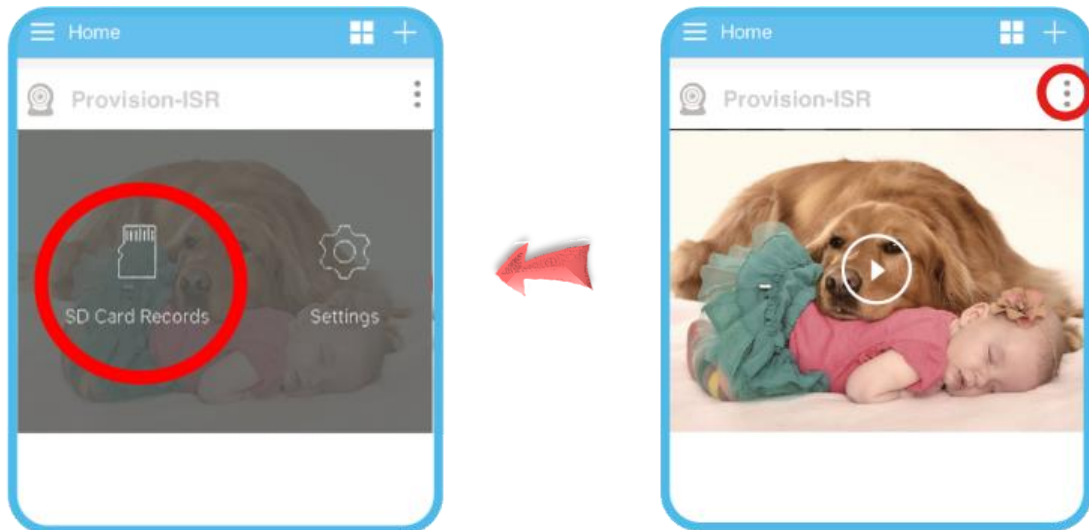 Home
Provision-ISR
SD Card Records
Settings
Home
Provision-ISR